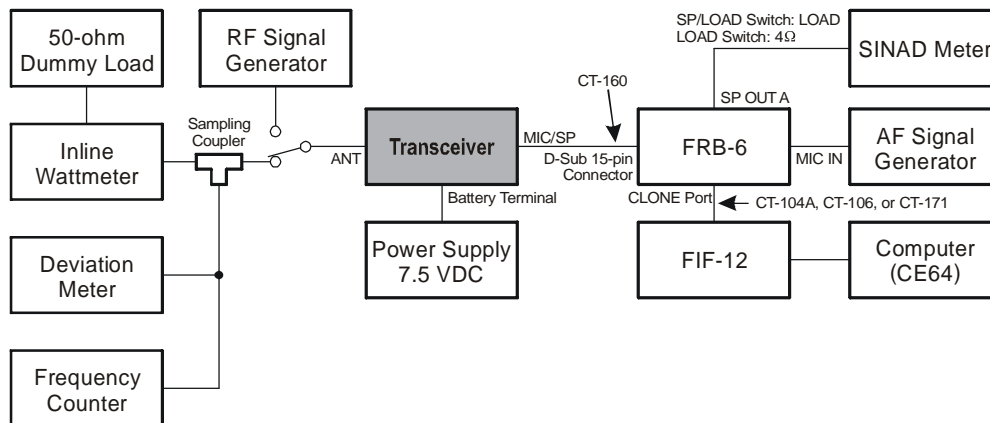 50-ohm
Dummy Load
RF Signal
Generator
SP/LOAD Switch: LOAD
LOAD Switch: 4Ω
SINAD Meter
CT-160
SP OUT A
Sampling
Coupler
Inline
Wattmeter
ANT
Transceiver
MIC/SP
D-Sub 15-pin
Connector
FRB-6
MIC IN
AF Signal
Generator
Battery Terminal
CLONE Port
CT-104A, CT-106, or CT-171
Deviation
Meter
Power Supply
7.5 VDC
FIF-12
Computer
(CE64)
Frequency
Counter